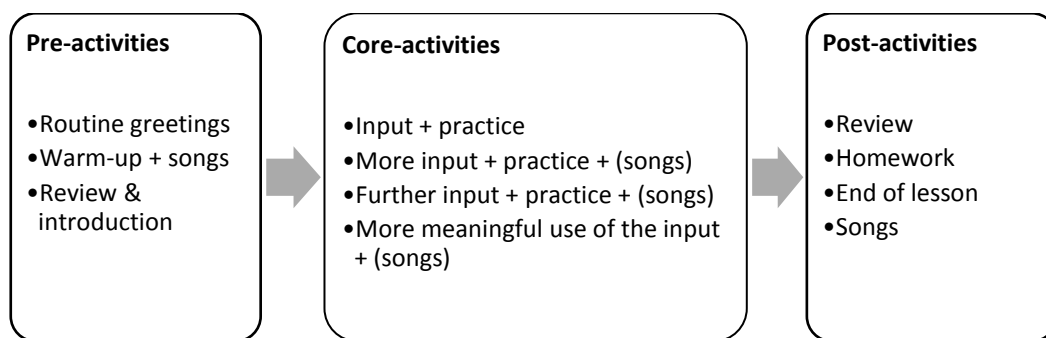 Pre-activities
•Routine greetings
•Warm-up + songs
•Review &
introduction
Core-activities
•Input + practice
•More input + practice + (songs)
•Further input + practice + (songs)
•More meaningful use of the input
+ (songs)
Post-activities
•Review
•Homework
•End of lesson
•Songs